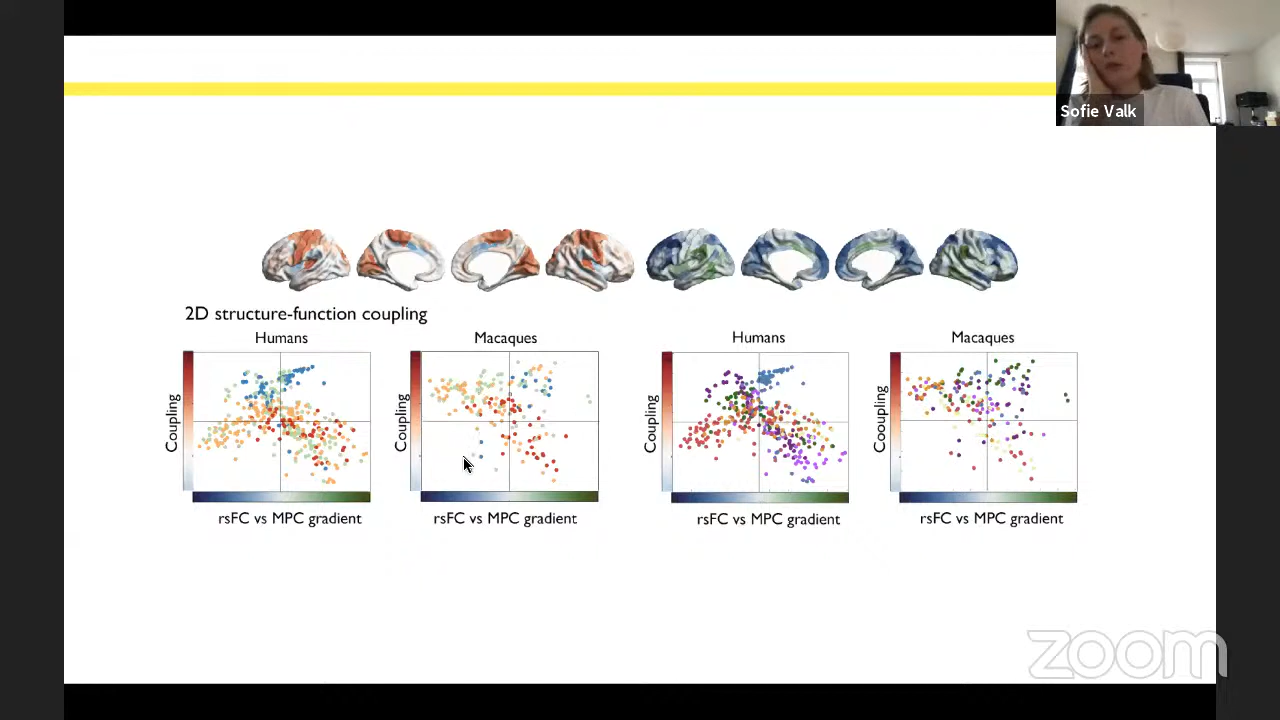 Sofie Valk
2D structure-function coupling
Humans
Macaques
Humans
Macaques
Coupling
Coupling
Coupling
Cooupling
rsFC vs MPC gradient
rsFC vs MPC gradient
rsFC vs MPC gradient
rsFC vs MPC gradient
zoom